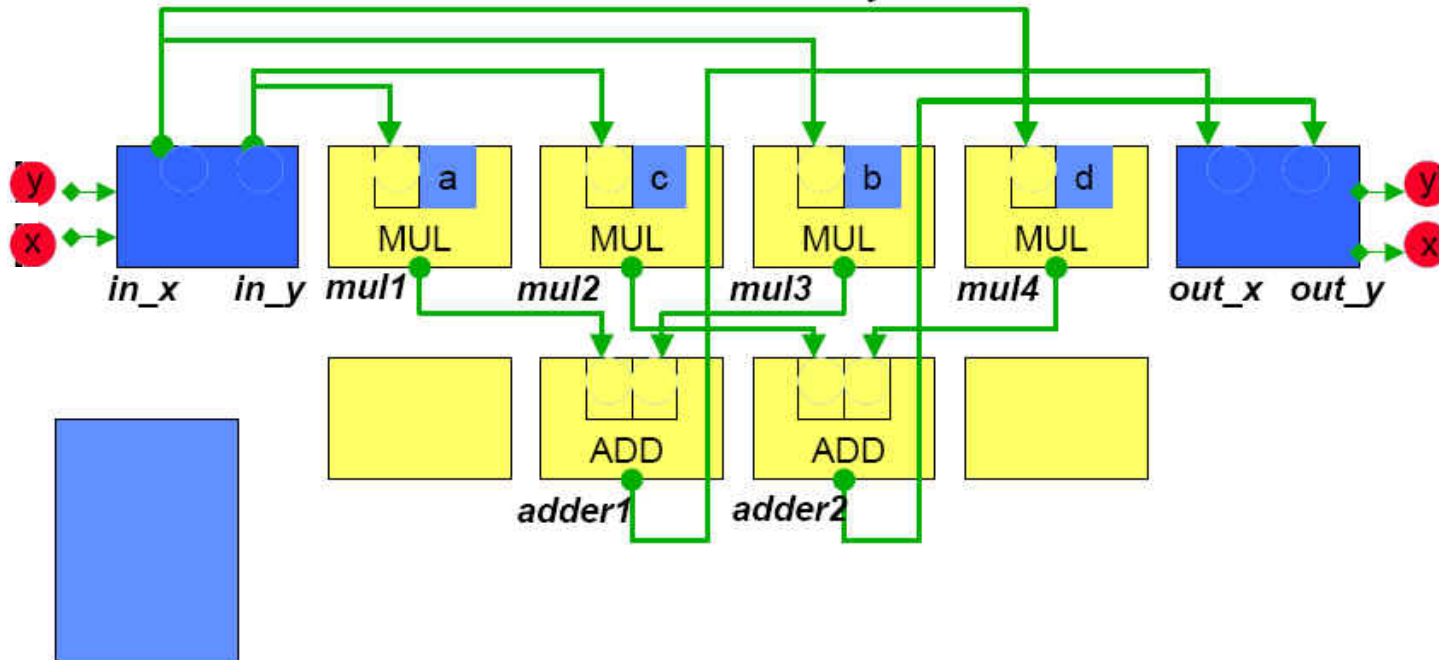 y a c b d y
x MUL MUL MUL MUL x
in_x in_y mul1 mul2 mul3 mul4 out_x out_y
ADD ADD
adder1 adder2